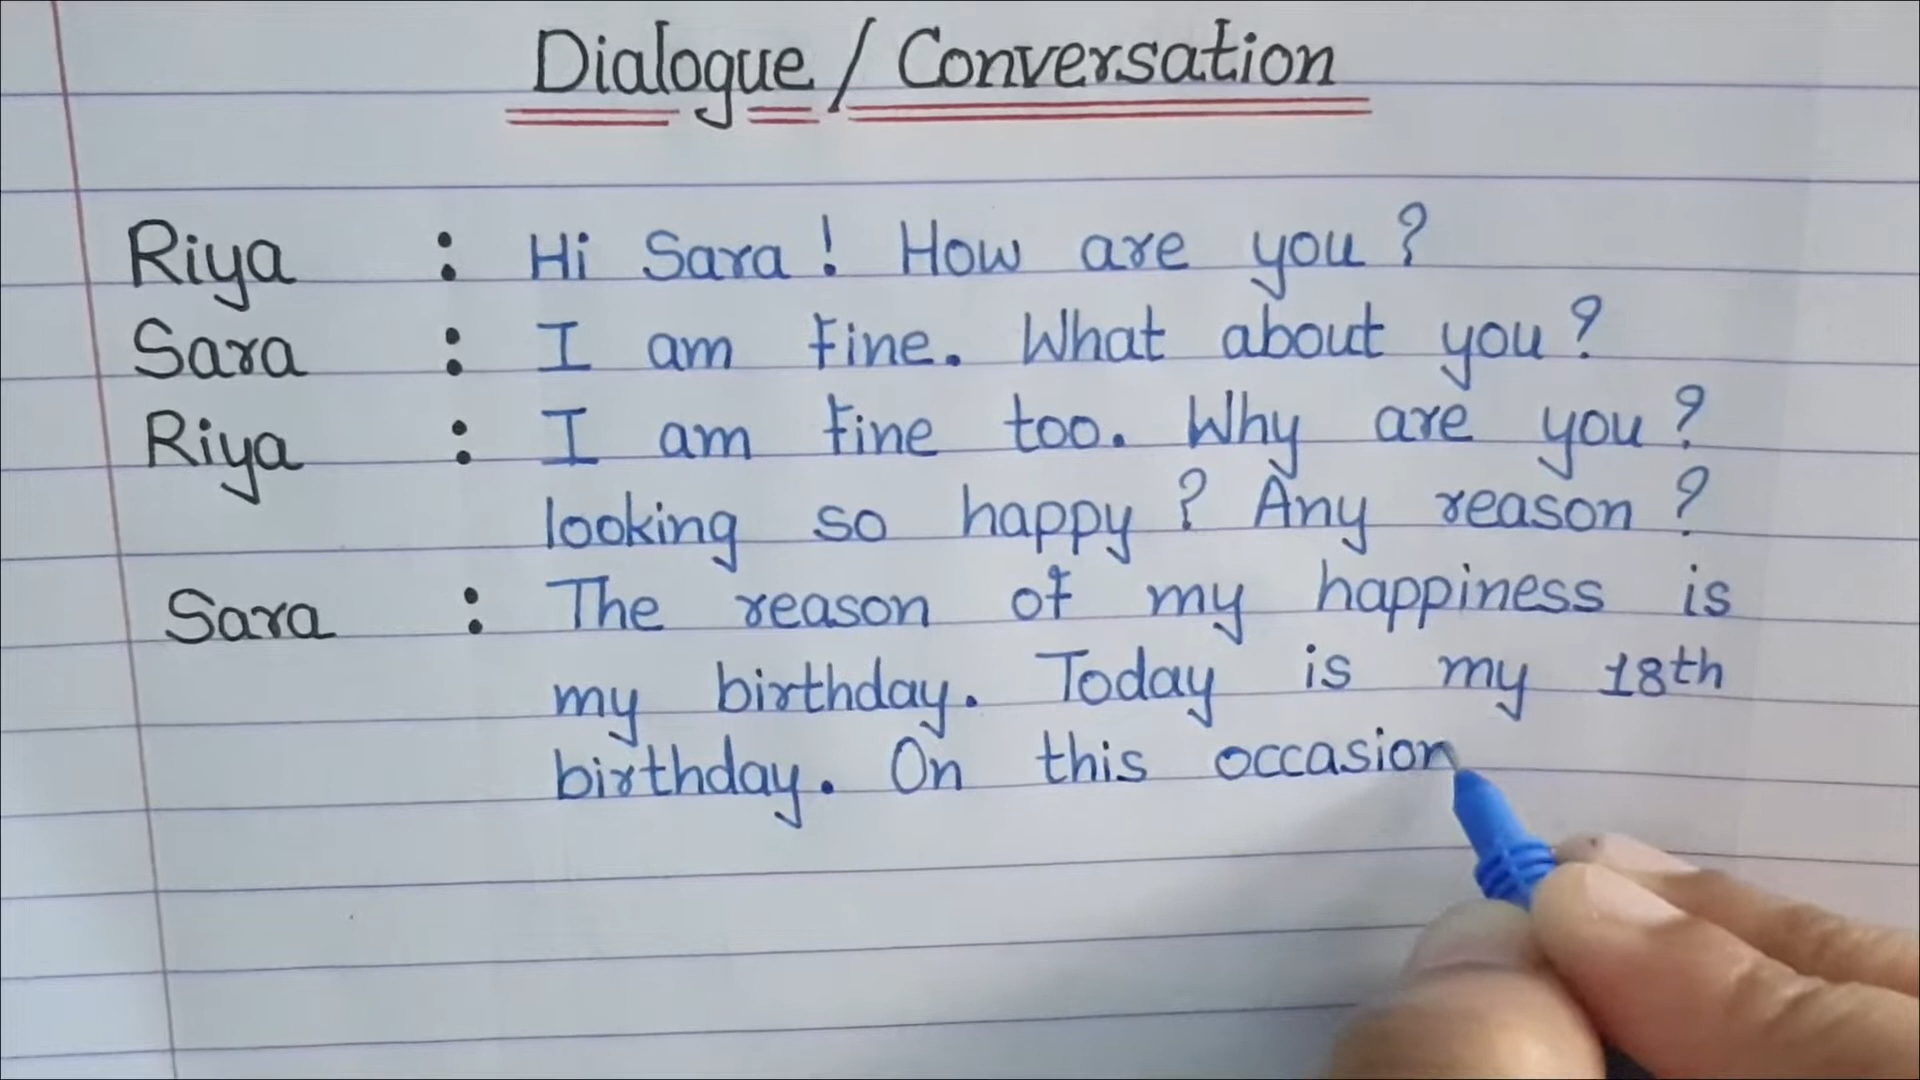 Dialogue / Conversation
Riya : Hi Sara ! How are you ?
Sara : I am fine. What about you ?
Riya : I am fine too. Why are you ?
looking so happy ? Any reason ?
Sara : The reason of my happiness is
my birthday. Today is my 18th
birthday. On this occasion